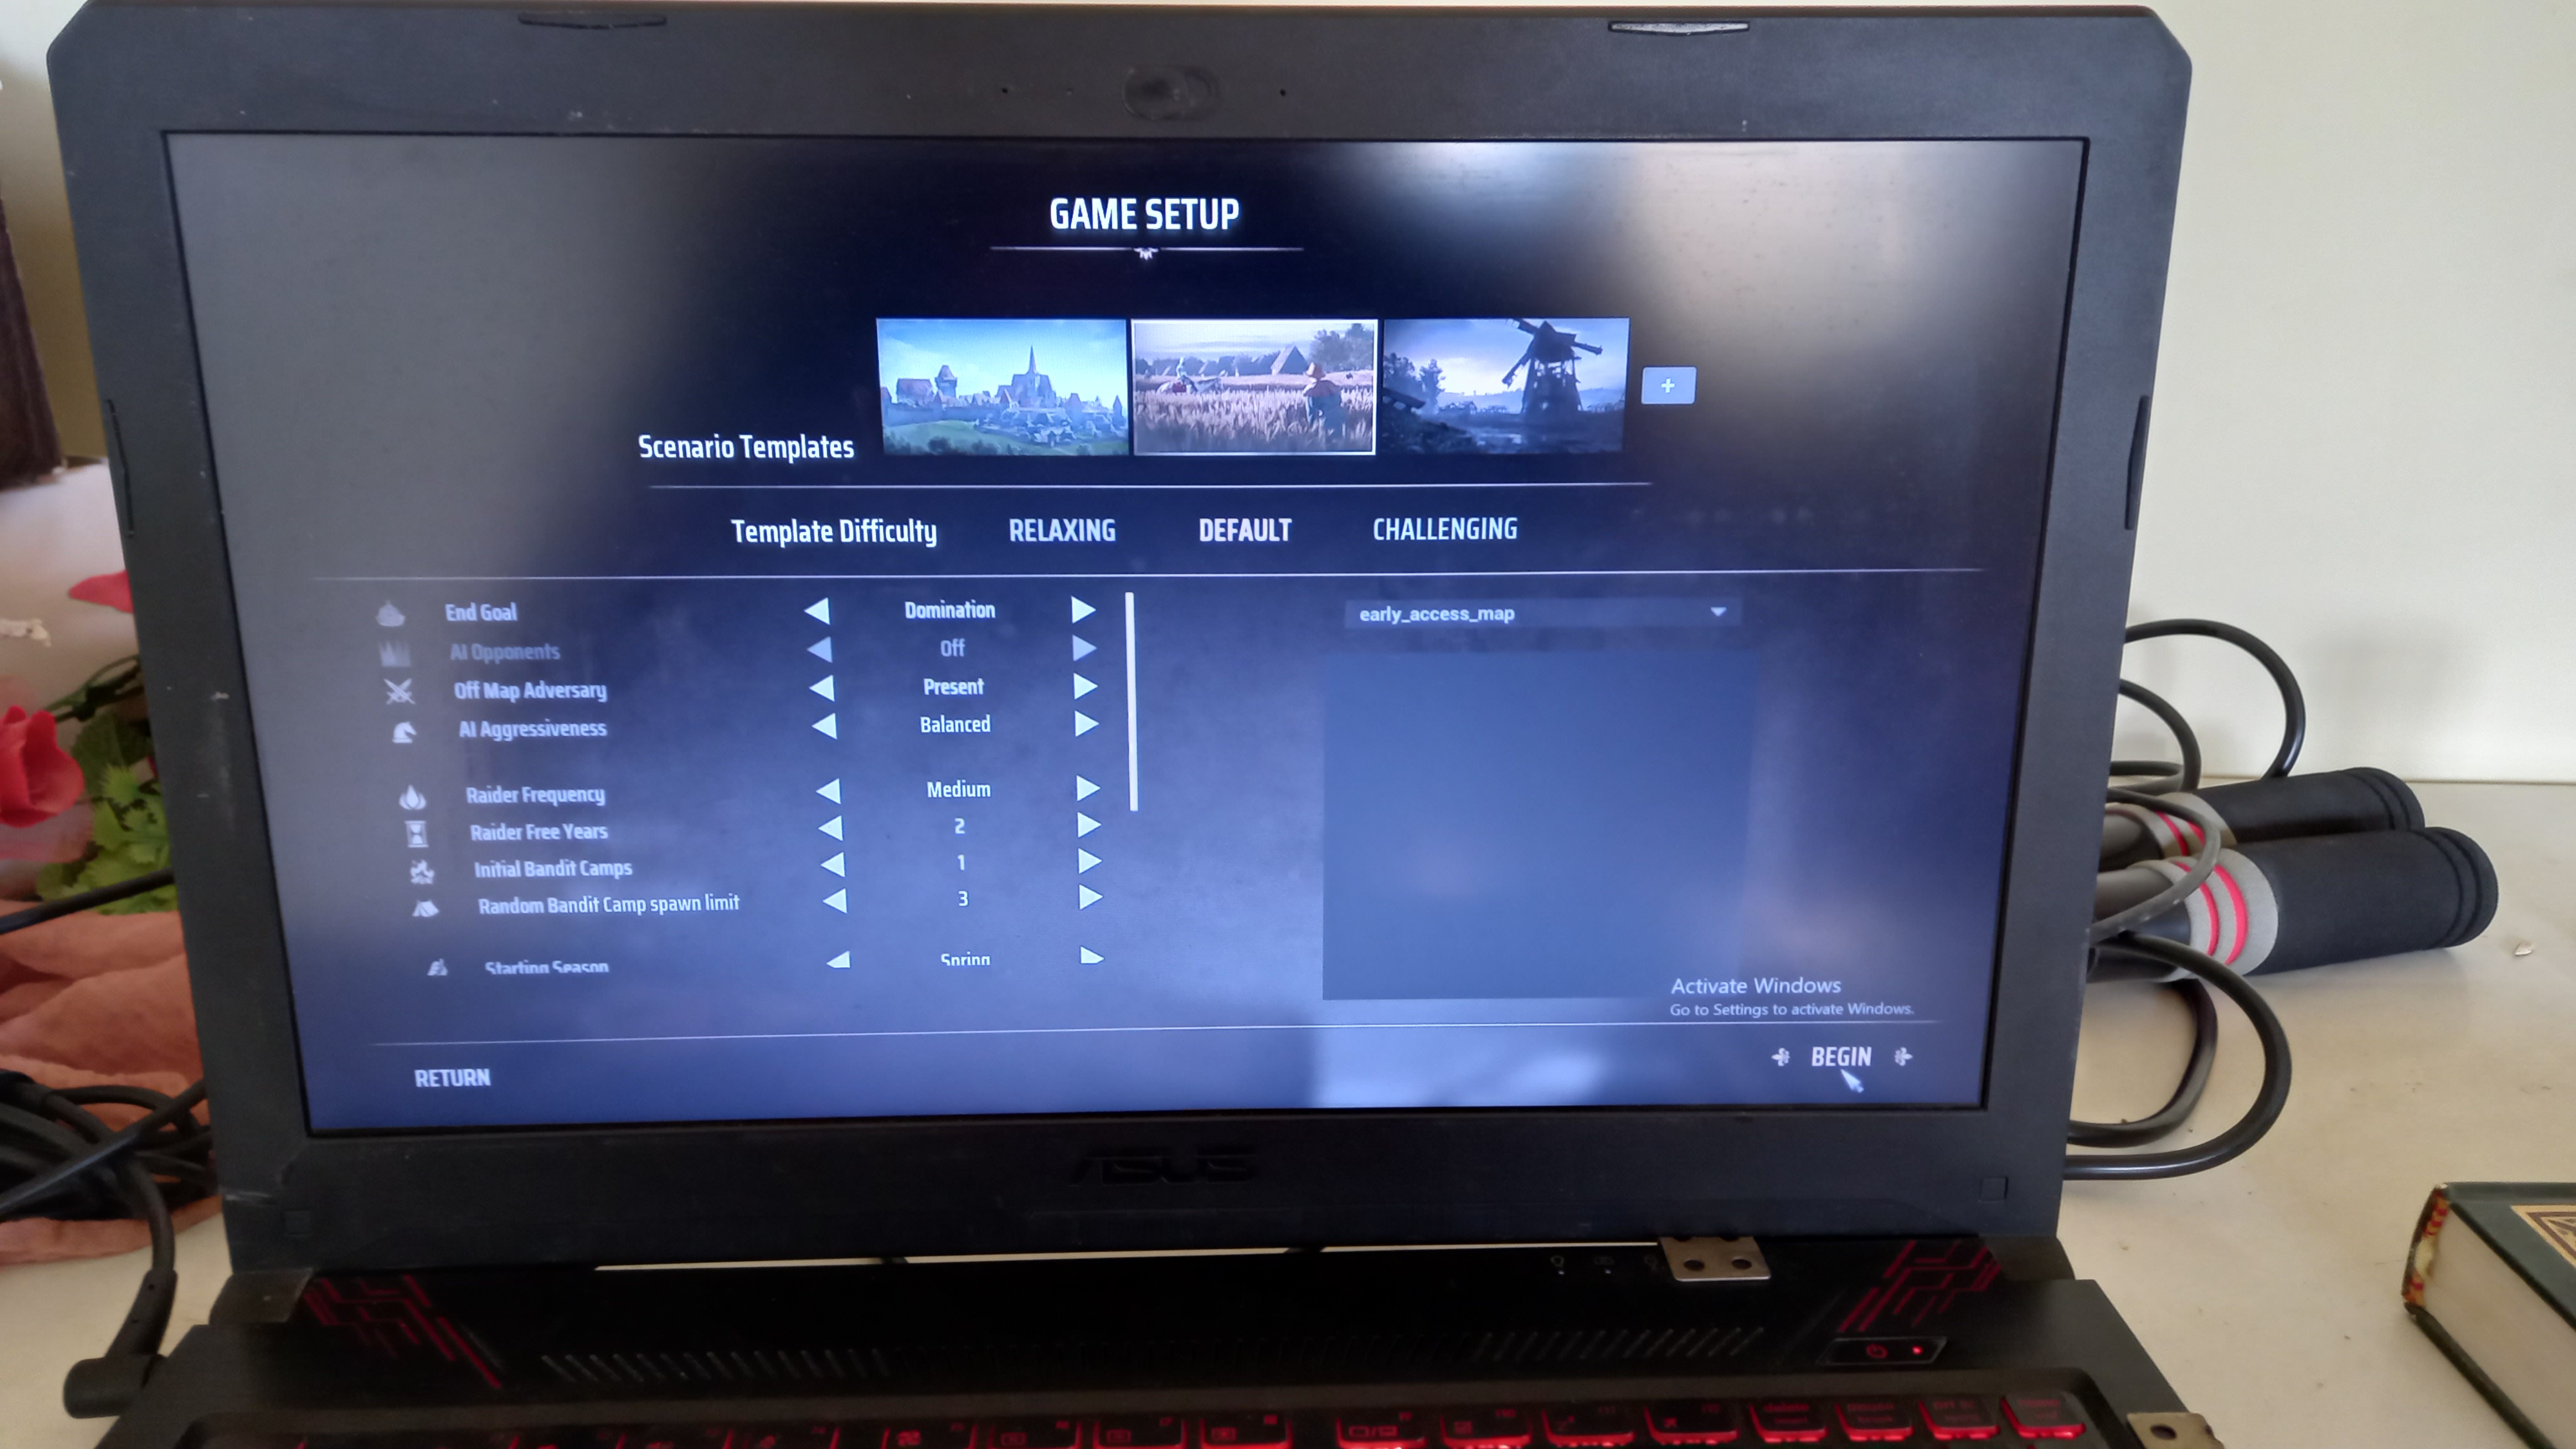 GAME SETUP
Scenario Templates
+
Template Difficulty RELAXING DEFAULT CHALLENGING
End Goal Domination
AI Opponents Off
Off Map Adversary Present
AI Aggressiveness Balanced
Raider Frequency Medium
Raider Free Years 2
Initial Bandit Camps 1
Random Bandit Camp spawn limit 3
Starting Season Spring
early_access_map
Activate Windows
Go to Settings to activate Windows.
RETURN
BEGIN
ASUS
delete